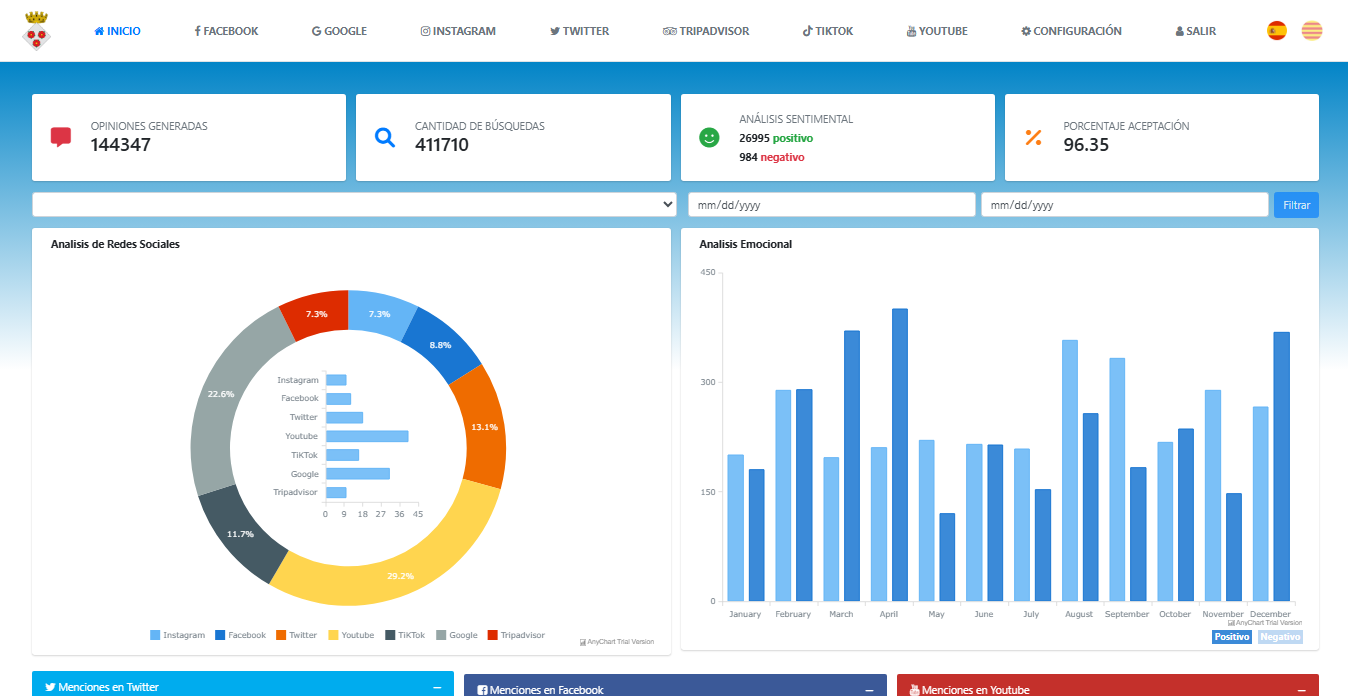 INICIO
FACEBOOK
GOOGLE
INSTAGRAM
TWITTER
TRIPADVISOR
TIKTOK
YOUTUBE
CONFIGURACIÓN
SALIR
OPINIONES GENERADAS
144347
CANTIDAD DE BÚSQUEDAS
411710
ANÁLISIS SENTIMENTAL
26995 positivo
984 negativo
PORCENTAJE ACEPTACIÓN
96.35
mm/dd/yyyy
mm/dd/yyyy
Filtrar
Analisis de Redes Sociales
7.3%
7.3%
8.8%
22.6%
13.1%
11.7%
29.2%
Instagram
Facebook
Twitter
Youtube
TiKTok
Google
Tripadvisor
0 9 18 27 36 45
Instagram Facebook Twitter Youtube TiKTok Google Tripadvisor
AnyChart Trial Version
Analisis Emocional
450
300
150
0
January February March April May June July August September October November December
AnyChart Trial Version
Positivo Negativo
Menciones en Twitter
Menciones en Facebook
Menciones en Youtube